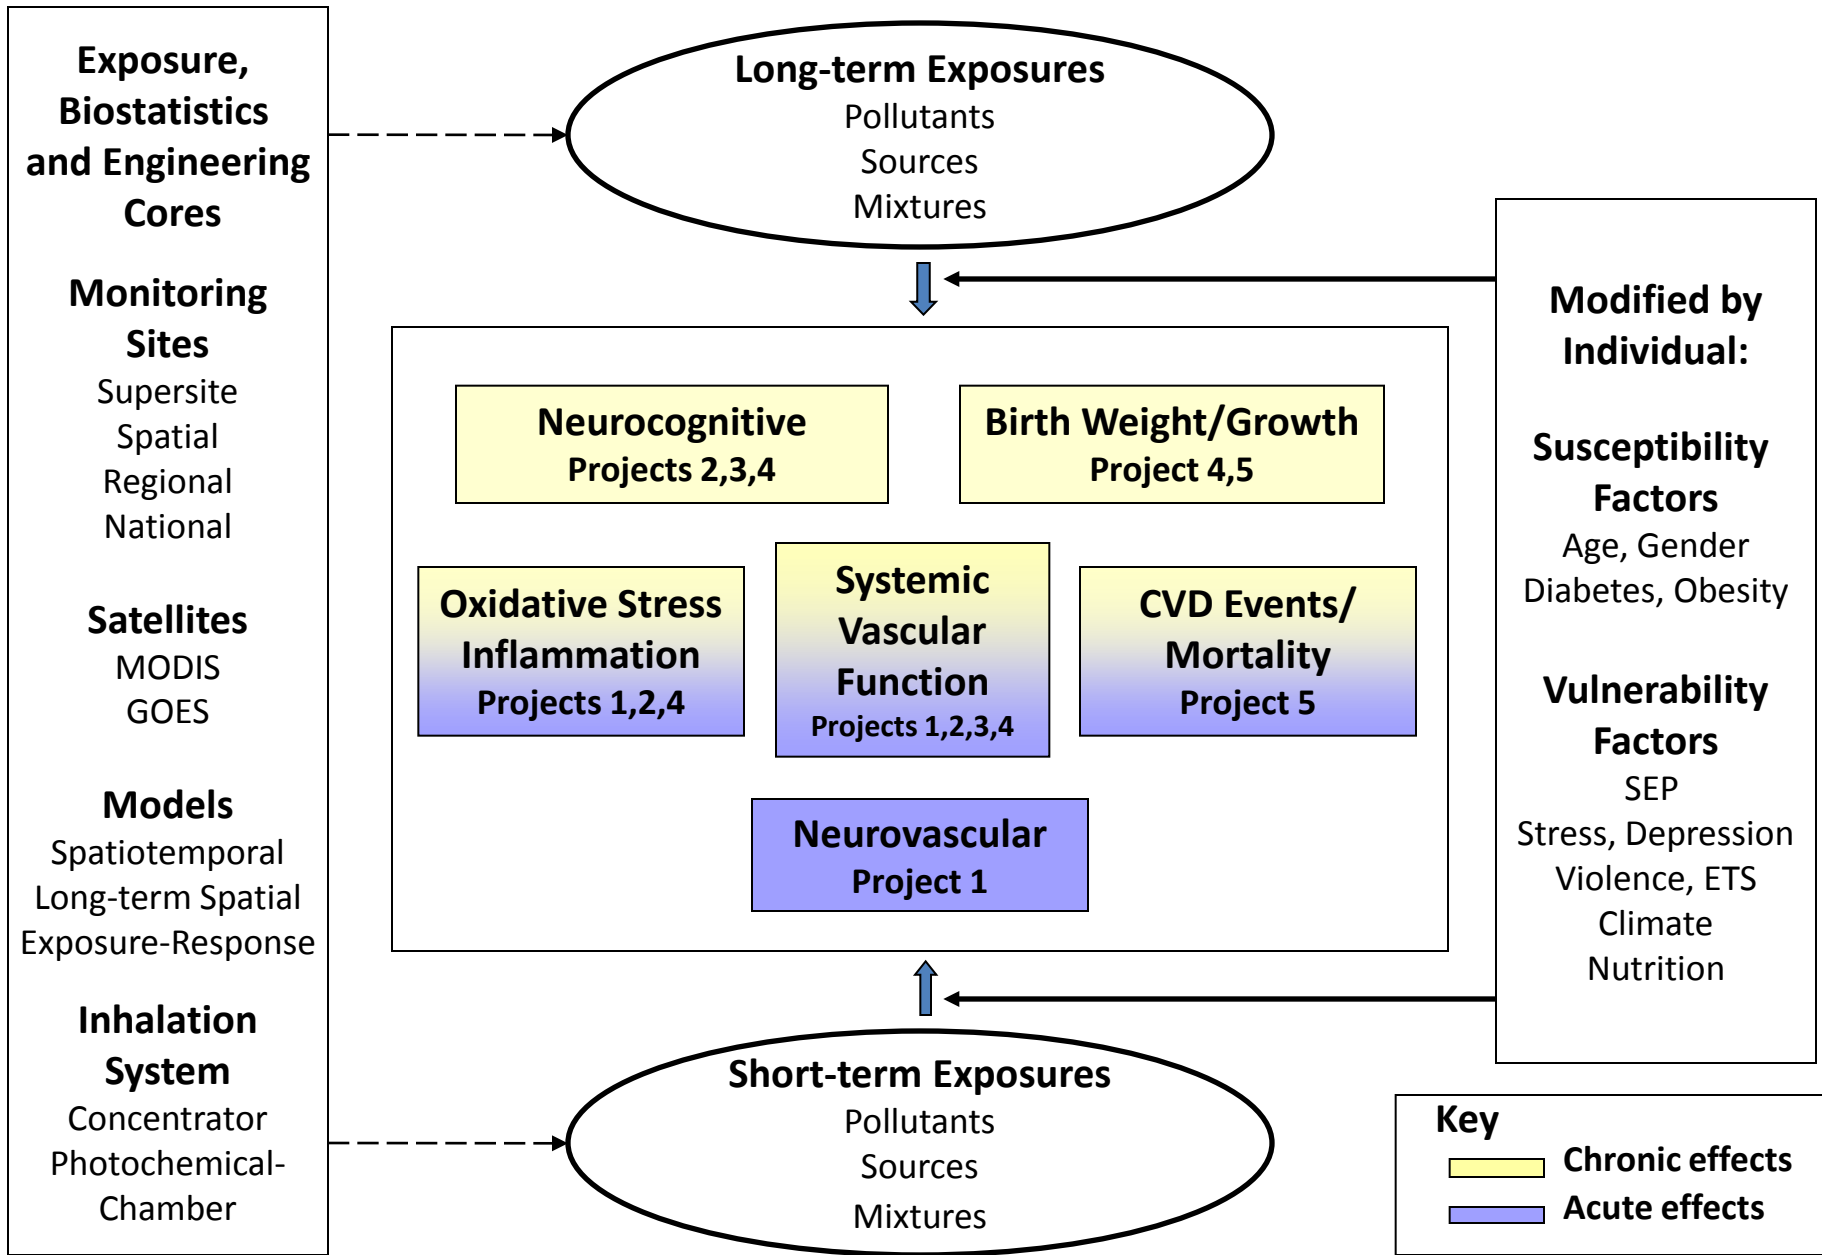 Exposure,
Biostatistics
and Engineering
Cores
Monitoring
Sites
Supersite
Spatial
Regional
National
Satellites
MODIS
GOES
Models
Spatiotemporal
Long-term Spatial
Exposure-Response
Inhalation
System
Concentrator
Photochemical-
Chamber
Long-term Exposures
Pollutants
Sources
Mixtures
Neurocognitive
Projects 2,3,4
Birth Weight/Growth
Project 4,5
Oxidative Stress
Inflammation
Projects 1,2,4
Systemic
Vascular
Function
Projects 1,2,3,4
CVD Events/
Mortality
Project 5
Neurovascular
Project 1
Short-term Exposures
Pollutants
Sources
Mixtures
Modified by
Individual:
Susceptibility
Factors
Age, Gender
Diabetes, Obesity
Vulnerability
Factors
SEP
Stress, Depression
Violence, ETS
Climate
Nutrition
Key
Chronic effects
Acute effects